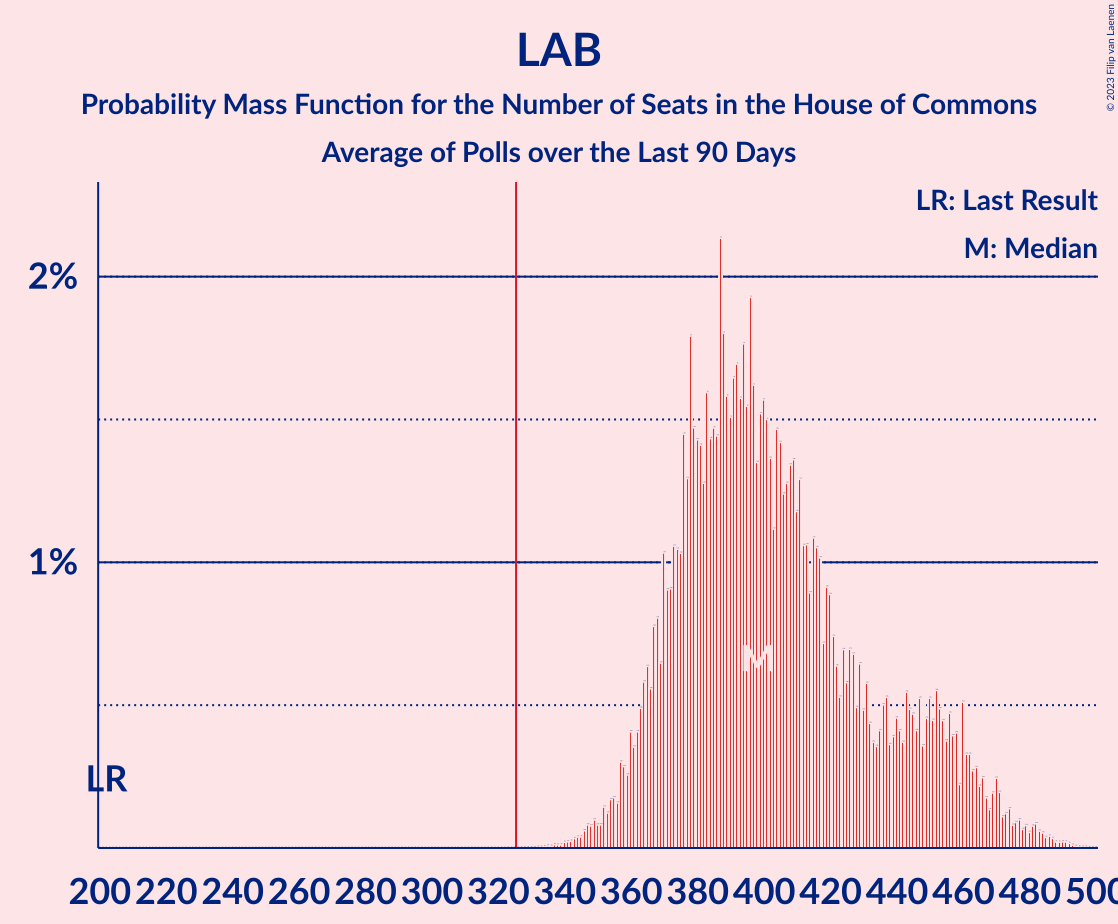 LAB
Probability Mass Function for the Number of Seats in the House of Commons
Average of Polls over the Last 90 Days
© 2023 Filip van Laenen
LR: Last Result
M: Median
2%
1%
M
LR
200 220 240 260 280 300 320 340 360 380 400 420 440 460 480 500